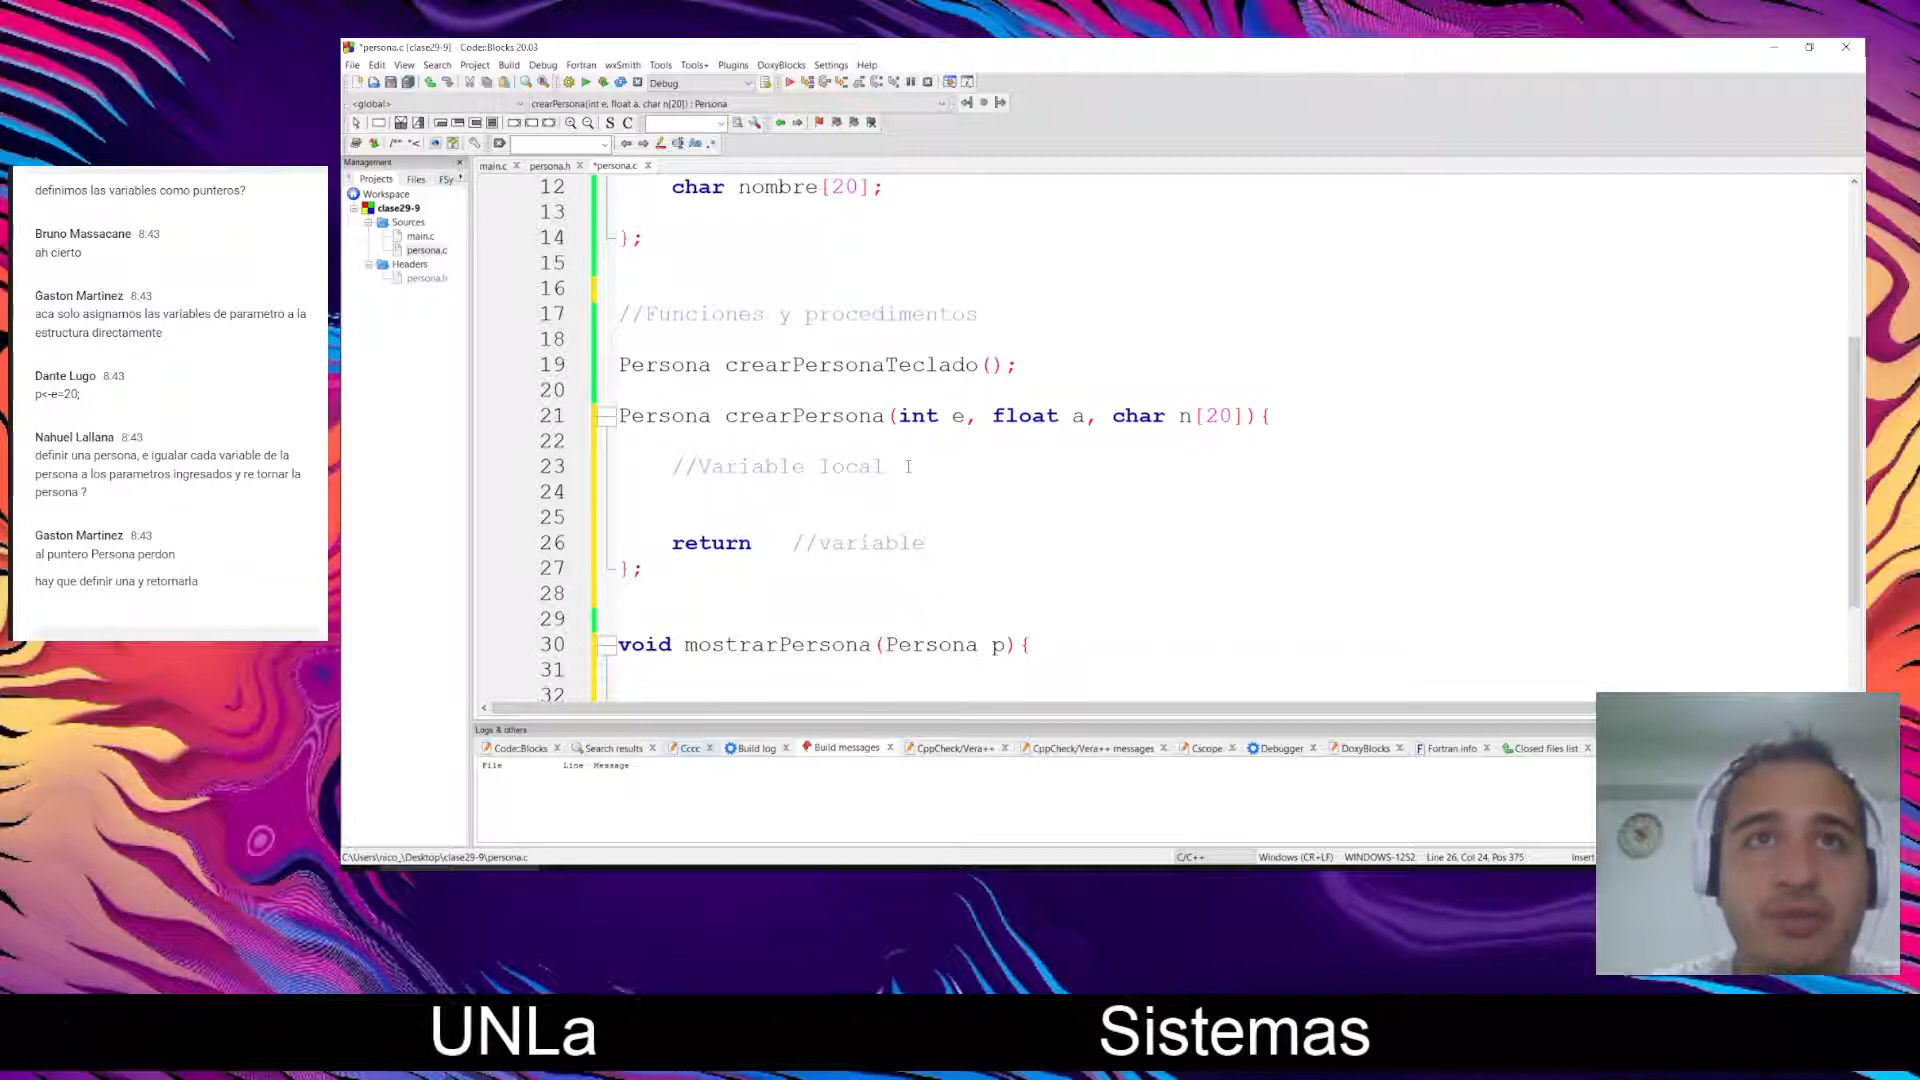 *persona.c [clase29-9] - Code::Blocks 20.03
File Edit View Search Project Build Debug Fortran wxSmith Tools Tools+ Plugins DoxyBlocks Settings Help
Debug
<global>
crearPersona(int e, float a, char n[20]) : Persona
S C
/** *<
Management
Projects Files FSy
Workspace
clase29-9
Sources
main.c
persona.c
Headers
persona.h
main.c persona.h *persona.c
12 char nombre[20];
13
14 };
15
16
17 //Funciones y procedimentos
18
19 Persona crearPersonaTeclado();
20
21 Persona crearPersona(int e, float a, char n[20]){
22
23 //Variable local
24
25
26 return //variable
27 };
28
29
30 void mostrarPersona(Persona p){
31
32
Logs & others
Code::Blocks Search results Cccc Build log Build messages CppCheck/Vera++ CppCheck/Vera++ messages Cscope Debugger DoxyBlocks Fortran info Closed files list
File Line Message
C:\Users\nico_\Desktop\clase29-9\persona.c C/C++ Windows (CR+LF) WINDOWS-1252 Line 26, Col 24, Pos 375 Insert
definimos las variables como punteros?
Bruno Massacane 8:43
ah cierto
Gaston Martinez 8:43
aca solo asignamos las variables de parametro a la
estructura directamente
Dante Lugo 8:43
p<-e=20;
Nahuel Lallana 8:43
definir una persona, e igualar cada variable de la
persona a los parametros ingresados y re tornar la
persona ?
Gaston Martinez 8:43
al puntero Persona perdon
hay que definir una y retornarla
UNLa
Sistemas